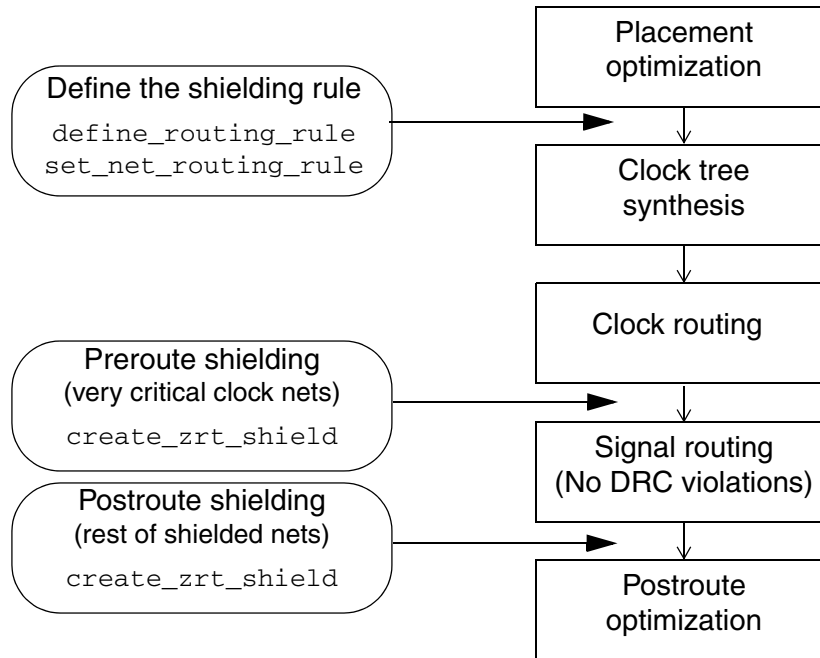 Placement
optimization
Define the shielding rule
define_routing_rule
set_net_routing_rule
Clock tree
synthesis
Clock routing
Preroute shielding
(very critical clock nets)
create_zrt_shield
Signal routing
(No DRC violations)
Postroute shielding
(rest of shielded nets)
create_zrt_shield
Postroute
optimization